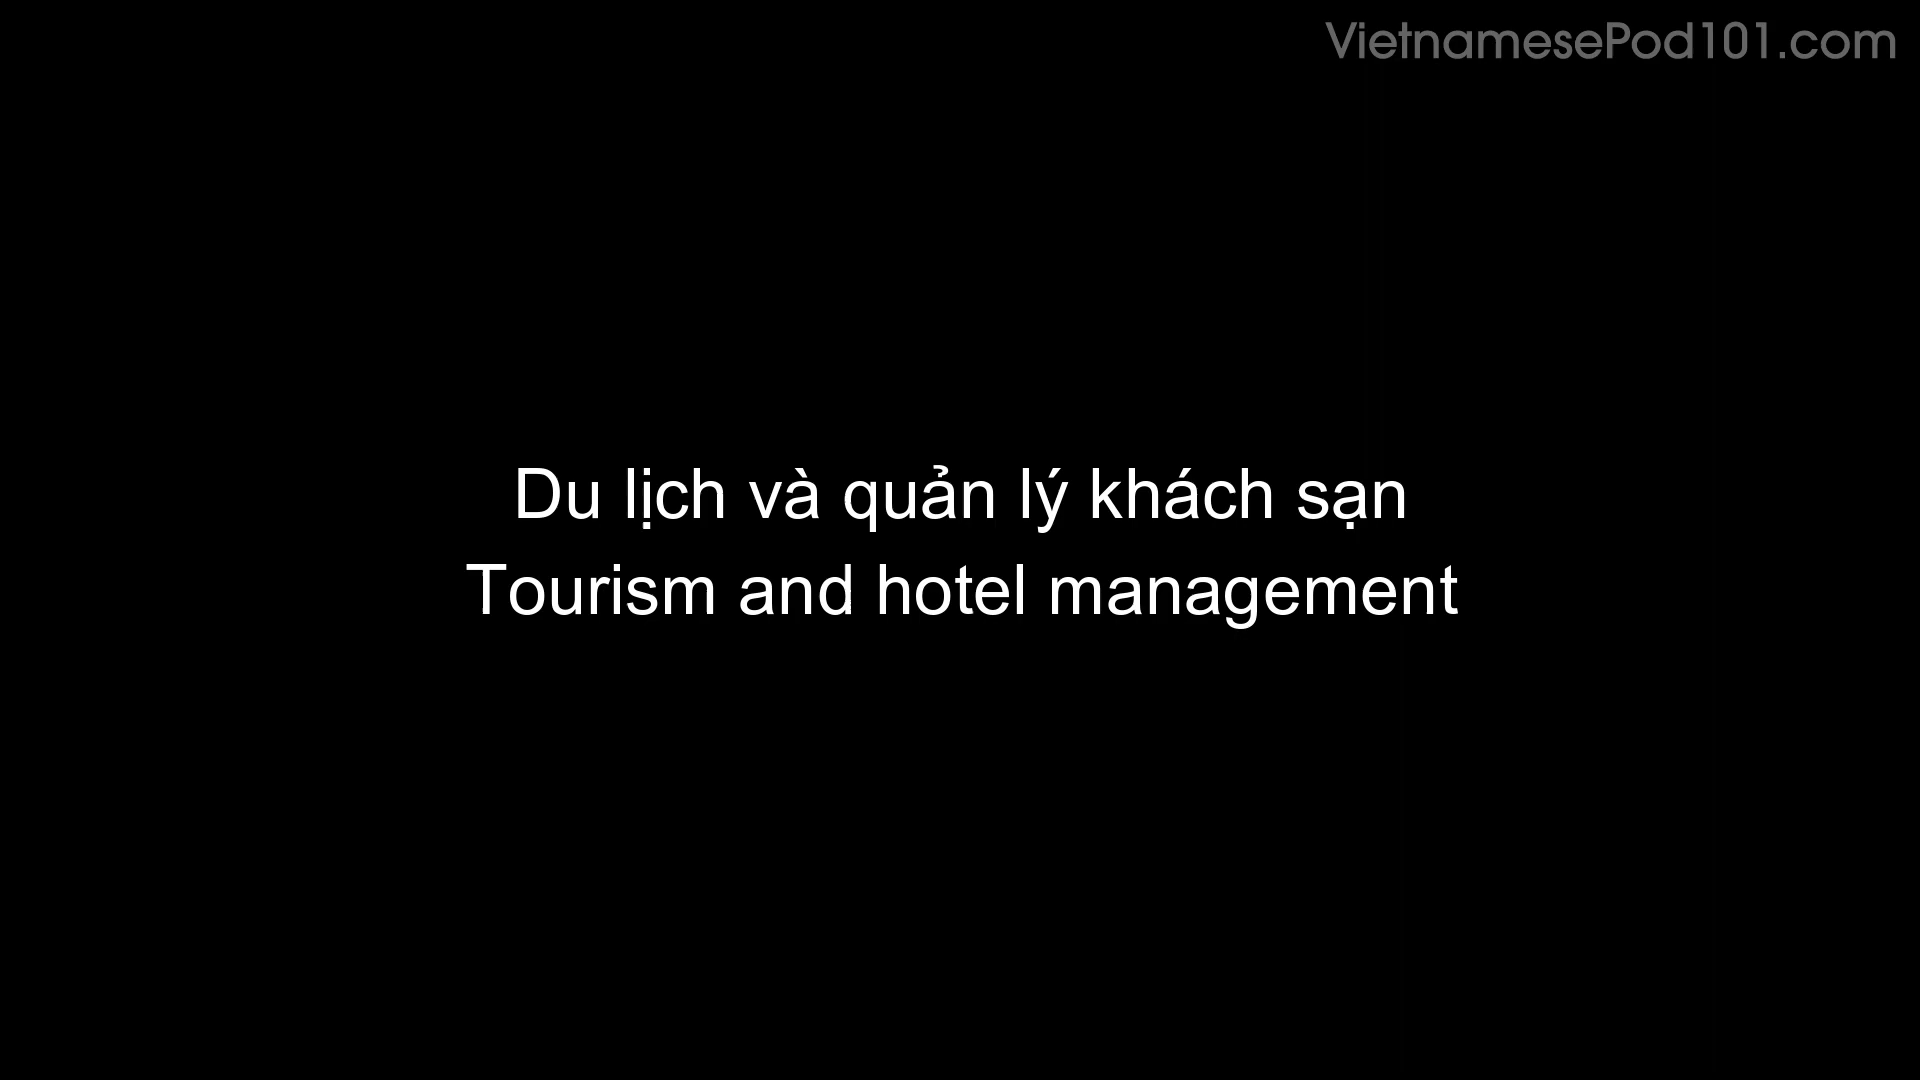 VietnamesePod101.com
Du lịch và quản lý khách sạn
Tourism and hotel management